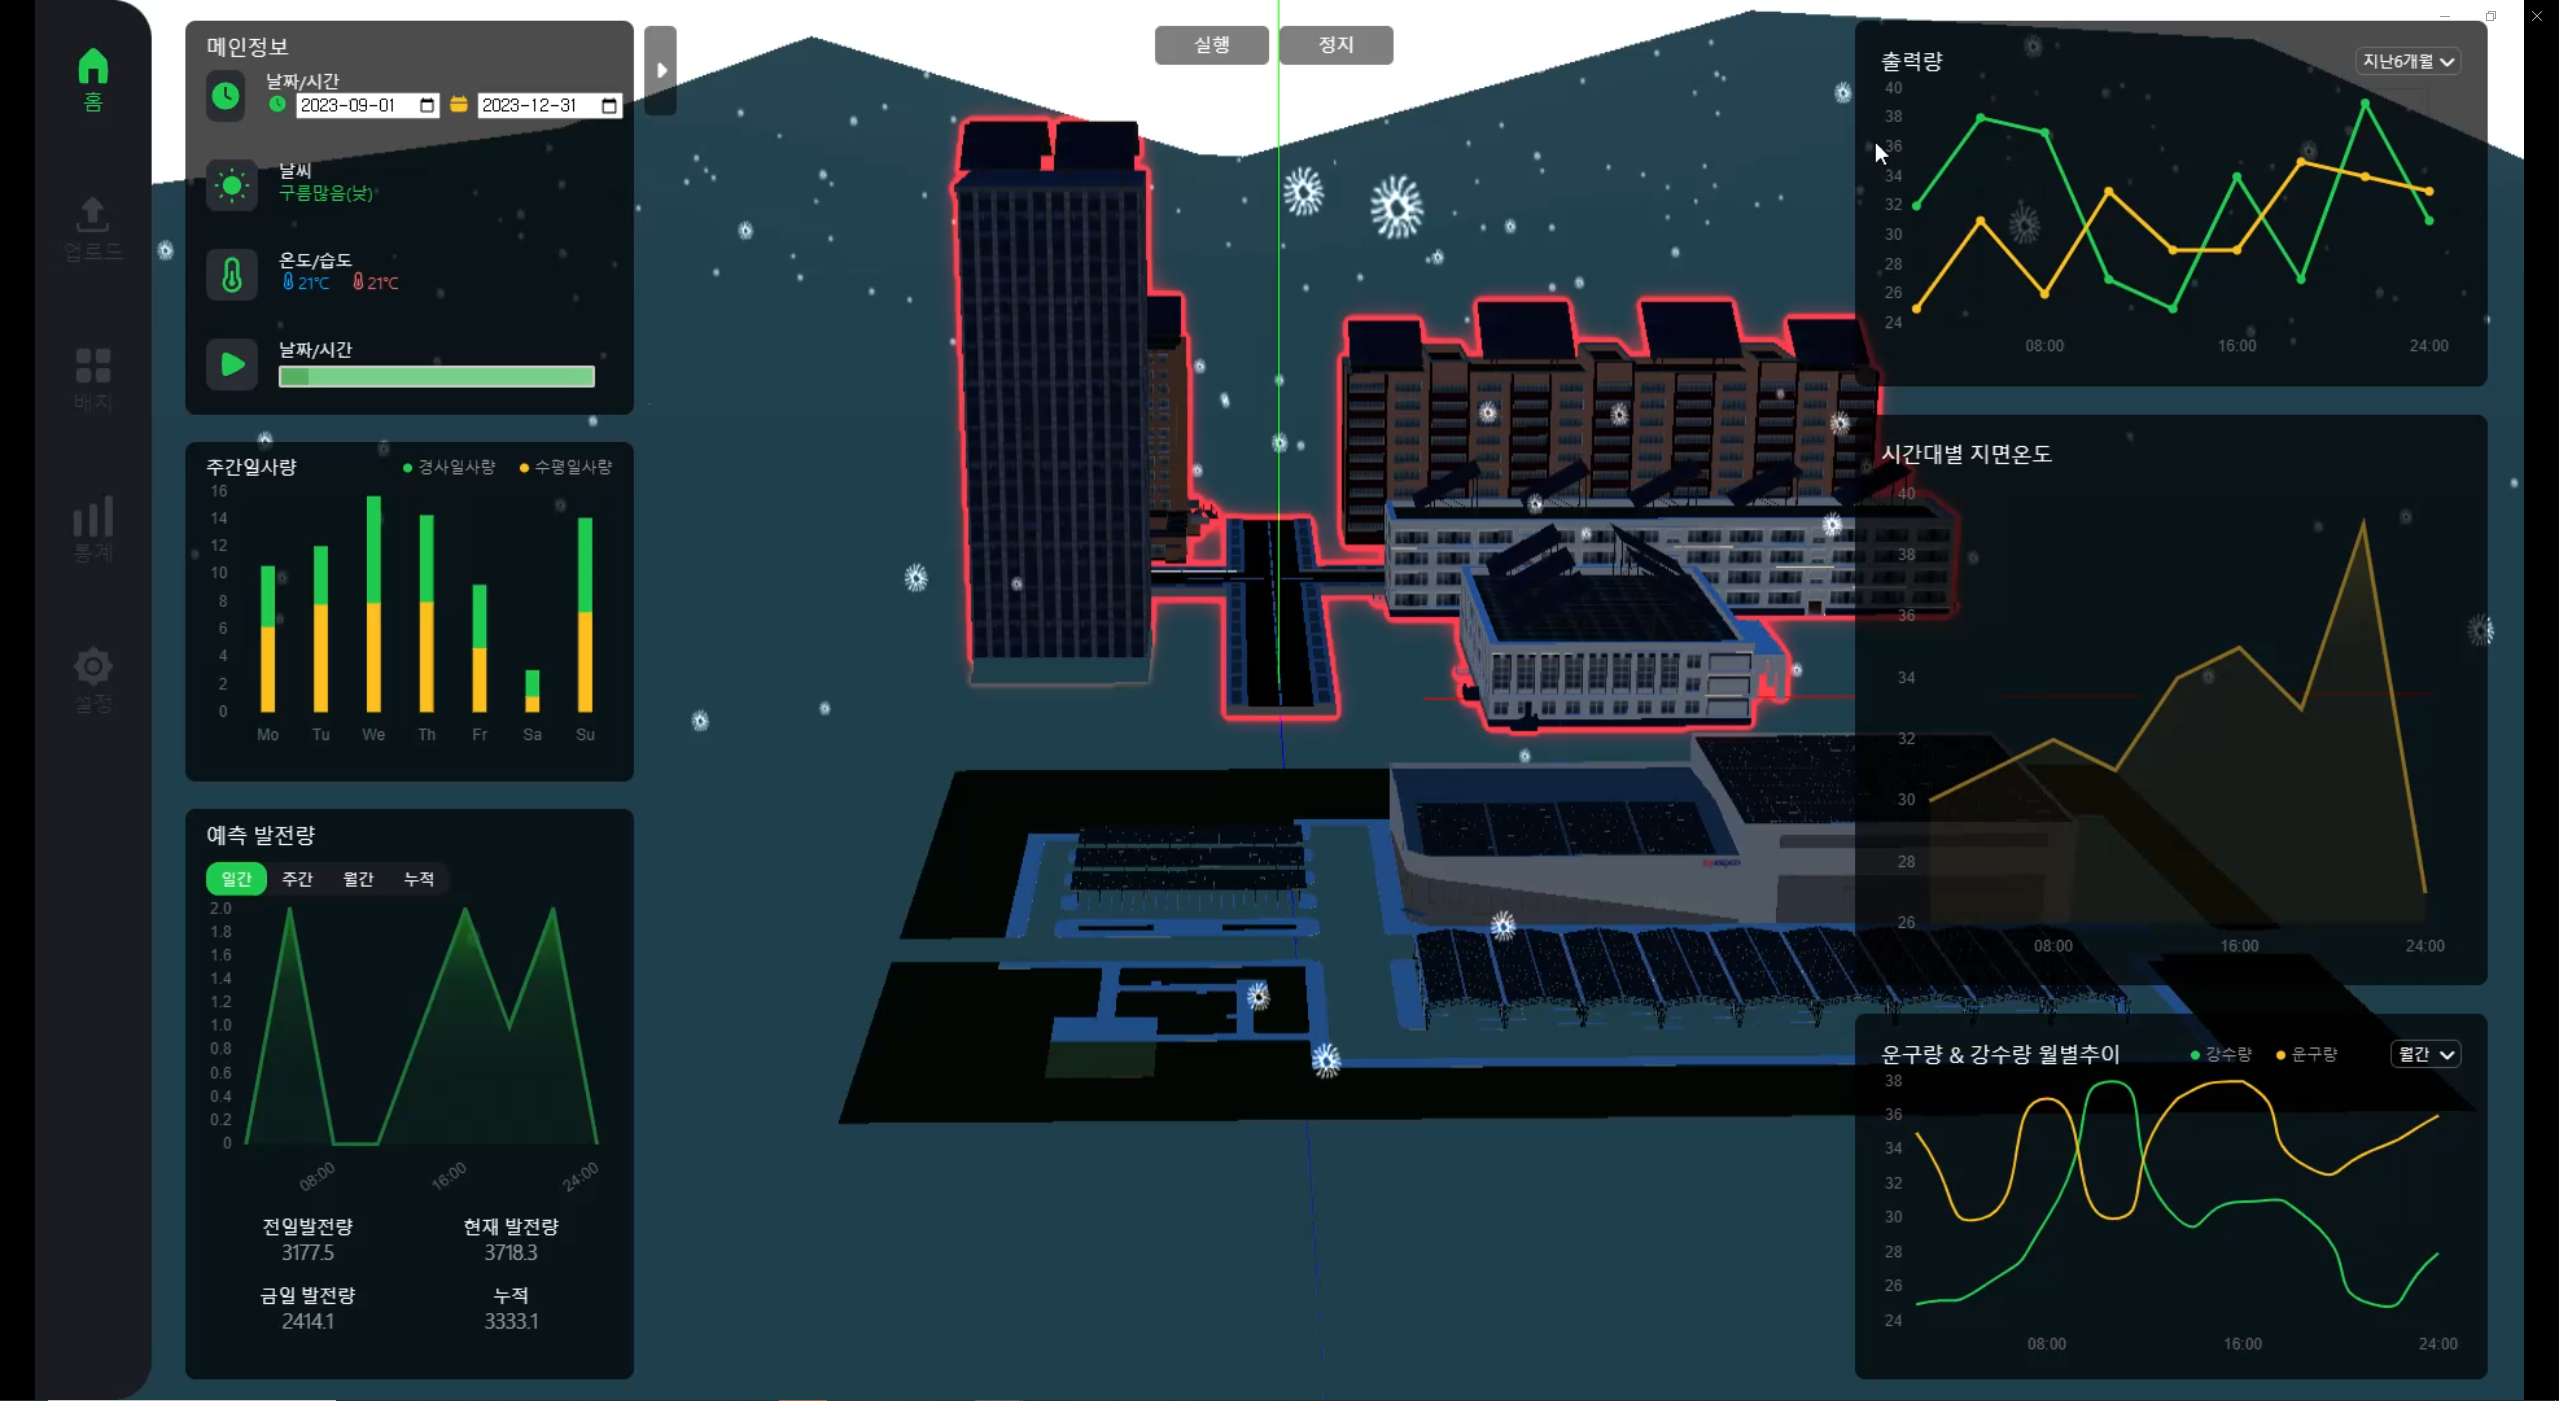 홈
업로드
배치
통계
설정
메인정보
날짜/시간
2023-09-01 2023-12-31
날씨
구름많음(낮)
온도/습도
21℃ 21℃
날짜/시간
주간일사량 경사일사량 수평일사량
16
14
12
10
8
6
4
2
0
Mo Tu We Th Fr Sa Su
예측 발전량
일간 주간 월간 누적
2.0
1.8
1.6
1.4
1.2
1.0
0.8
0.6
0.4
0.2
0
08:00 16:00 24:00
전일발전량 현재 발전량
3177.5 3718.3
금일 발전량 누적
2414.1 3333.1
실행 정지
출력량 지난6개월
40
38
36
34
32
30
28
26
24
08:00 16:00 24:00
시간대별 지면온도
40
38
36
34
32
30
28
26
08:00 16:00 24:00
운구량 & 강수량 월별추이 강수량 운구량 월간
38
36
34
32
30
28
26
24
08:00 16:00 24:00